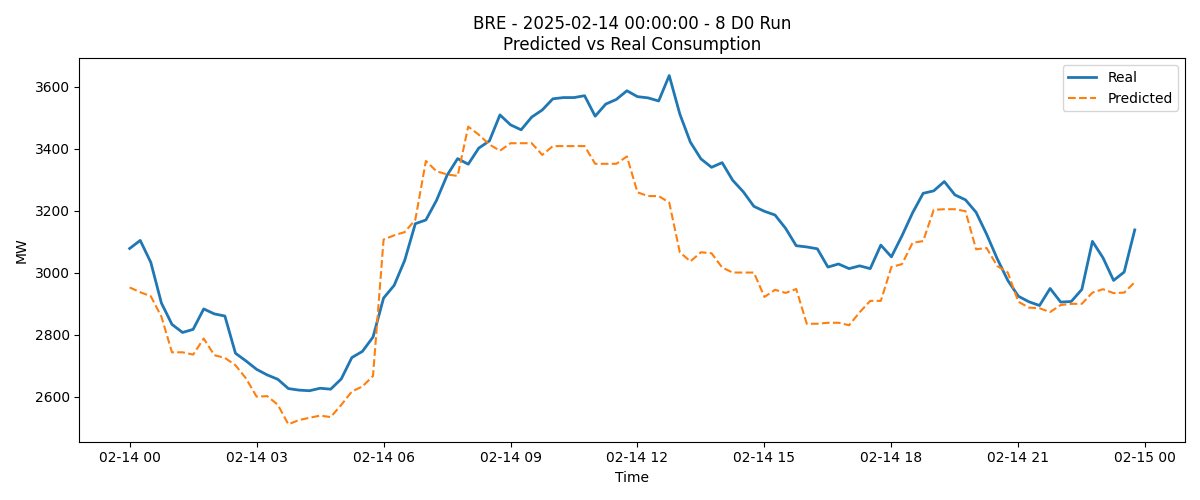 BRE - 2025-02-14 00:00:00 - 8 D0 Run
Predicted vs Real Consumption
Real
Predicted
MW
3600
3400
3200
3000
2800
2600
02-14 00
02-14 03
02-14 06
02-14 09
02-14 12
02-14 15
02-14 18
02-14 21
02-15 00
Time